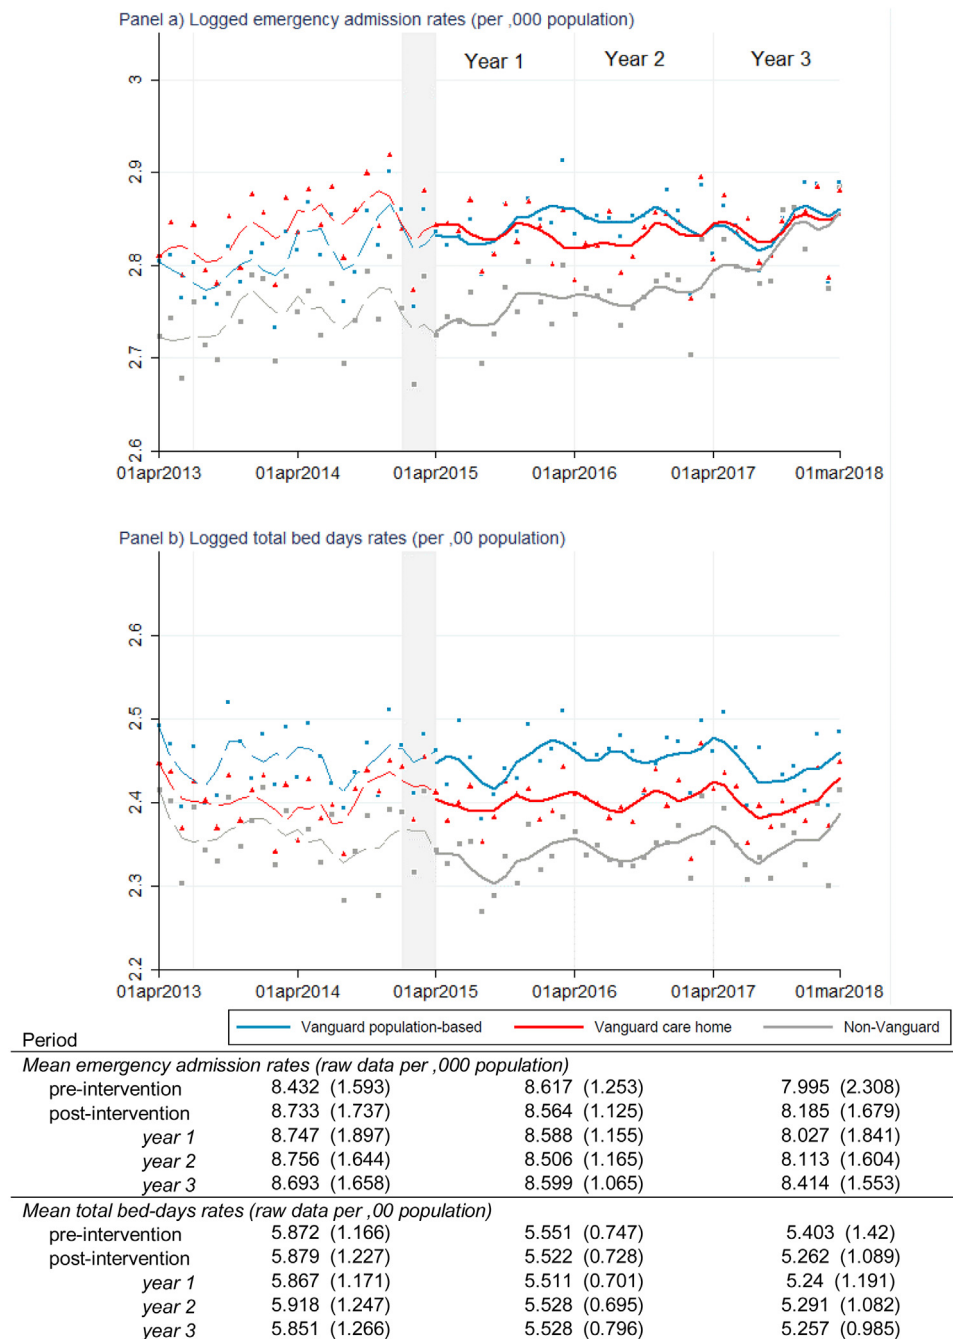 Panel a) Logged emergency admission rates (per ,000 population)
Year 1
Year 2
Year 3
3
2.9
2.8
2.7
2.6
01apr2013
01apr2014
01apr2015
01apr2016
01apr2017
01mar2018
Panel b) Logged total bed days rates (per ,00 population)
2.6
2.5
2.4
2.3
2.2
01apr2013
01apr2014
01apr2015
01apr2016
01apr2017
01mar2018
Period
Vanguard population-based Vanguard care home Non-Vanguard
Mean emergency admission rates (raw data per ,000 population)
pre-intervention 8.432 (1.593) 8.617 (1.253) 7.995 (2.308)
post-intervention 8.733 (1.737) 8.564 (1.125) 8.185 (1.679)
year 1 8.747 (1.897) 8.588 (1.155) 8.027 (1.841)
year 2 8.756 (1.644) 8.506 (1.165) 8.113 (1.604)
year 3 8.693 (1.658) 8.599 (1.065) 8.414 (1.553)
Mean total bed-days rates (raw data per ,00 population)
pre-intervention 5.872 (1.166) 5.551 (0.747) 5.403 (1.42)
post-intervention 5.879 (1.227) 5.522 (0.728) 5.262 (1.089)
year 1 5.867 (1.171) 5.511 (0.701) 5.24 (1.191)
year 2 5.918 (1.247) 5.528 (0.695) 5.291 (1.082)
year 3 5.851 (1.266) 5.528 (0.796) 5.257 (0.985)